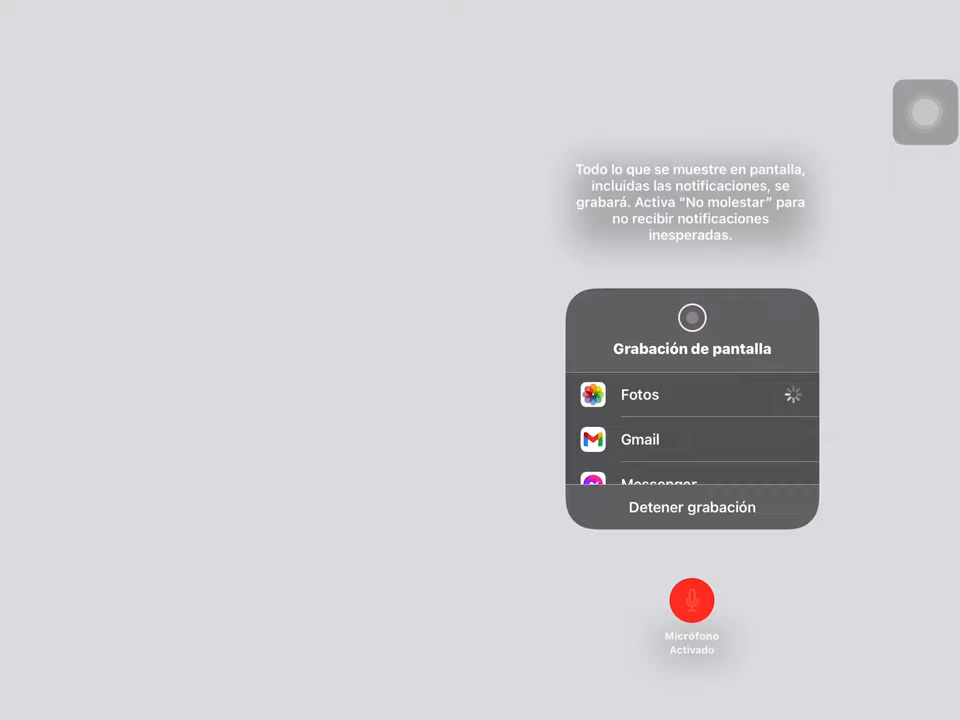 Todo lo que se muestre en pantalla,
incluidas las notificaciones, se
grabará. Activa “No molestar” para
no recibir notificaciones
inesperadas.
Grabación de pantalla
Fotos
Gmail
Messenger
Detener grabación
Micrófono
Activado